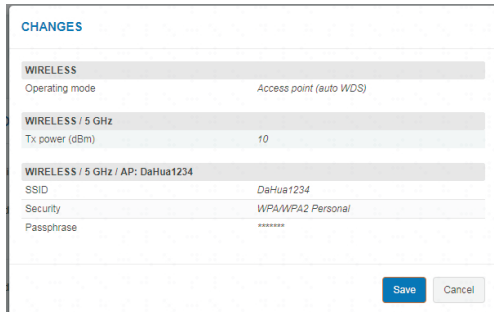 CHANGES
WIRELESS
Operating mode Access point (auto WDS)
WIRELESS / 5 GHz
Tx power (dBm) 10
WIRELESS / 5 GHz / AP: DaHua1234
SSID DaHua1234
Security WPA/WPA2 Personal
Passphrase *******
Save Cancel